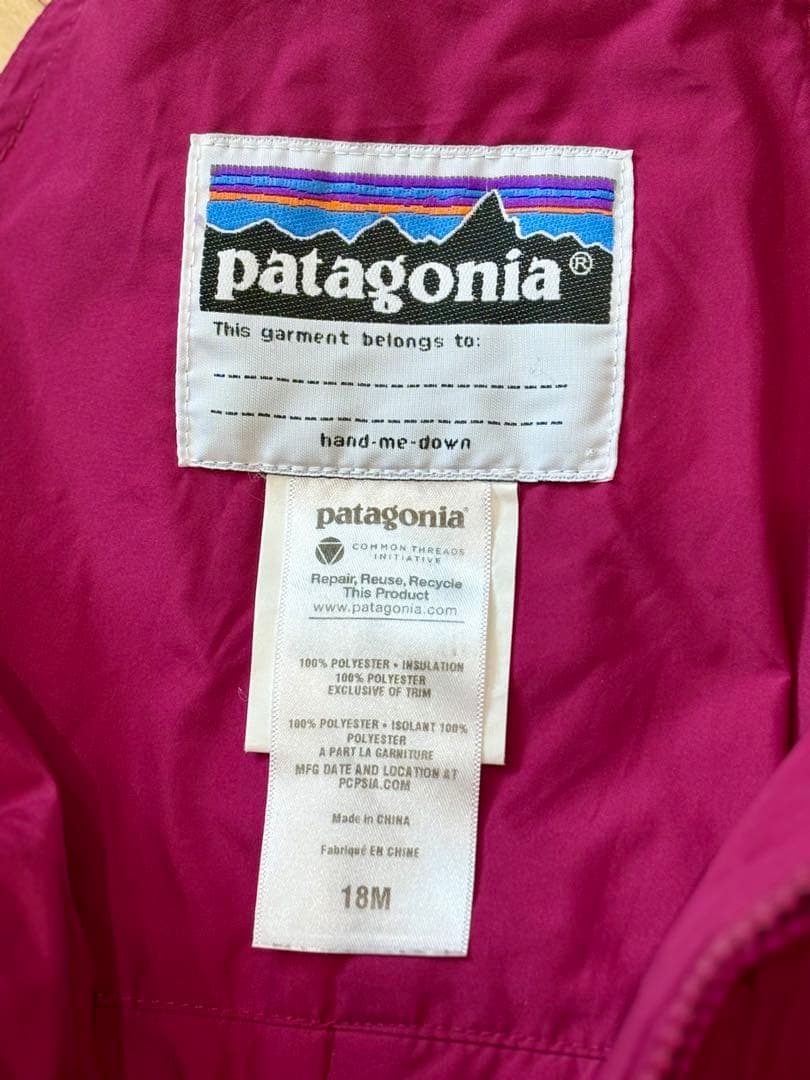 patagonia®
This garment belongs to:
hand-me-down
patagonia®
COMMON THREADS
INITIATIVE
Repair, Reuse, Recycle
This Product
www.patagonia.com
100% POLYESTER • INSULATION
100% POLYESTER
EXCLUSIVE OF TRIM
100% POLYESTER • ISOLANT 100%
POLYESTER
A PART LA GARNITURE
MFG DATE AND LOCATION AT
PCPSIA.COM
Made in CHINA
Fabriqué EN CHINE
18M